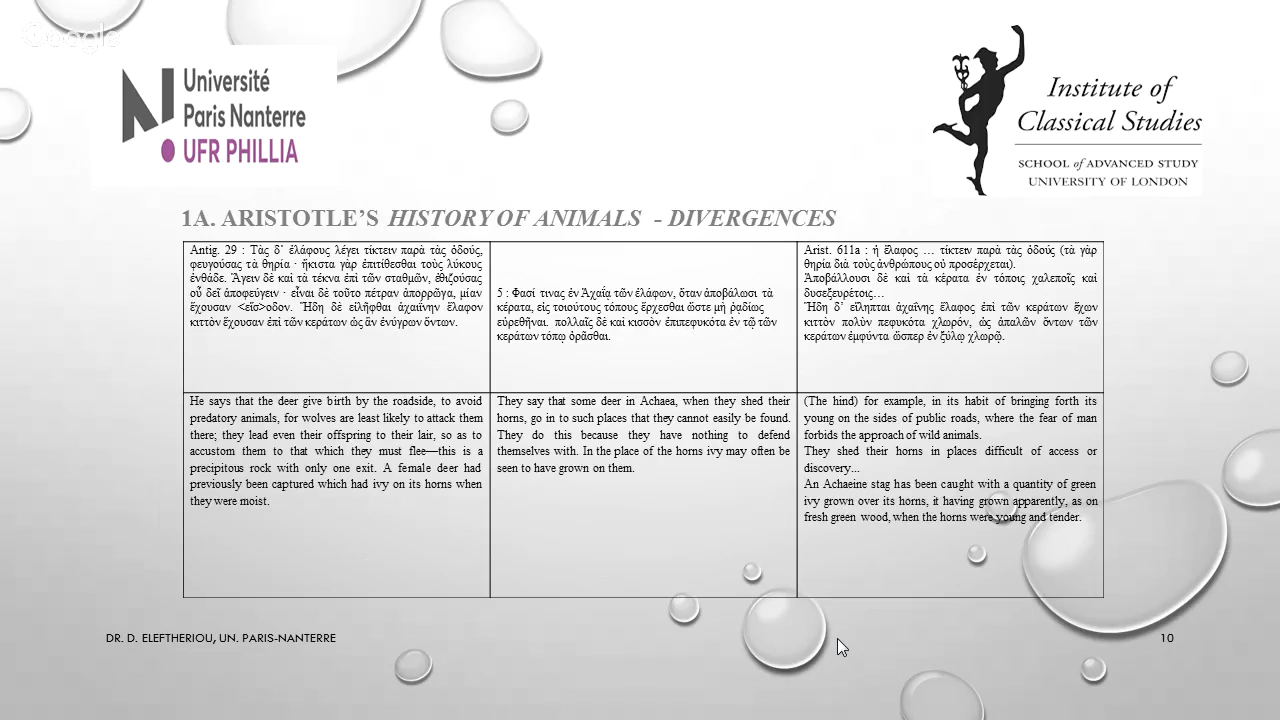 Google
Université
Paris Nanterre
UFR PHILLIA
Institute of
Classical Studies
SCHOOL of ADVANCED STUDY
UNIVERSITY OF LONDON
1A. ARISTOTLE’S HISTORY OF ANIMALS - DIVERGENCES
Antig. 29 : Τὰς δ’ ἐλάφους λέγει τίκτειν παρὰ τὰς ὁδούς,
φευγούσας τὰ θηρία · ἥκιστα γὰρ ἐπιτίθεσθαι τοὺς λύκους
ἐνθάδε. Ἄγειν δὲ καὶ τὰ τέκνα ἐπὶ τῶν σταθμῶν, ἐθιζούσας
οὗ δεῖ ἀποφεύγειν · εἶναι δὲ τοῦτο πέτραν ἀπορρῶγα, μίαν
ἔχουσαν <εἴσ>οδον. Ἤδη δὲ εἰλῆφθαι ἀχαΐνην ἔλαφον
κιττὸν ἔχουσαν ἐπὶ τῶν κεράτων ὡς ἂν ἐνύγρων ὄντων.
5 : Φασί τινας ἐν Ἀχαΐᾳ τῶν ἐλάφων, ὅταν ἀποβάλωσι τὰ
κέρατα, εἰς τοιούτους τόπους ἔρχεσθαι ὥστε μὴ ῥᾳδίως
εὑρεθῆναι. πολλαῖς δὲ καὶ κισσὸν ἐπιπεφυκότα ἐν τῷ τῶν
κεράτων τόπῳ ὁρᾶσθαι.
Arist. 611a : ἡ ἔλαφος … τίκτειν παρὰ τὰς ὁδούς (τὰ γὰρ
θηρία διὰ τοὺς ἀνθρώπους οὐ προσέρχεται).
Ἀποβάλλουσι δὲ καὶ τὰ κέρατα ἐν τόποις χαλεποῖς καὶ
δυσεξευρέτοις…
Ἤδη δ’ εἴληπται ἀχαΐνης ἔλαφος ἐπὶ τῶν κεράτων ἔχων
κιττὸν πολὺν πεφυκότα χλωρόν, ὡς ἁπαλῶν ὄντων τῶν
κεράτων ἐμφύντα ὥσπερ ἐν ξύλῳ χλωρῷ.
He says that the deer give birth by the roadside, to avoid
predatory animals, for wolves are least likely to attack them
there; they lead even their offspring to their lair, so as to
accustom them to that which they must flee—this is a
precipitous rock with only one exit. A female deer had
previously been captured which had ivy on its horns when
they were moist.
They say that some deer in Achaea, when they shed their
horns, go in to such places that they cannot easily be found.
They do this because they have nothing to defend
themselves with. In the place of the horns ivy may often be
seen to have grown on them.
(The hind) for example, in its habit of bringing forth its
young on the sides of public roads, where the fear of man
forbids the approach of wild animals.
They shed their horns in places difficult of access or
discovery...
An Achaeine stag has been caught with a quantity of green
ivy grown over its horns, it having grown apparently, as on
fresh green wood, when the horns were young and tender.
DR. D. ELEFTHERIOU, UN. PARIS-NANTERRE
10